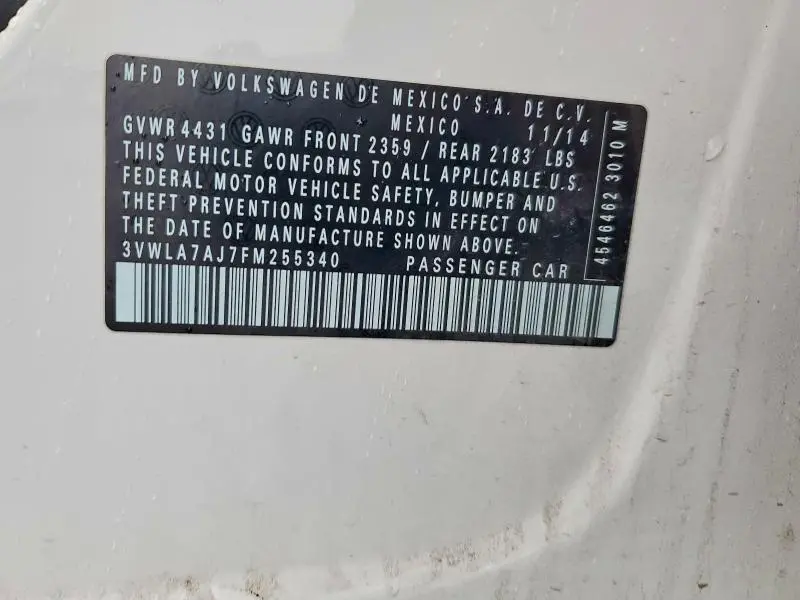 MFD BY VOLKSWAGEN DE MEXICO S.A. DE C.V.
MEXICO 11/14
GVWR 4431 GAWR FRONT 2359 / REAR 2183 LBS
THIS VEHICLE CONFORMS TO ALL APPLICABLE U.S.
FEDERAL MOTOR VEHICLE SAFETY, BUMPER AND
THEFT PREVENTION STANDARDS IN EFFECT ON
THE DATE OF MANUFACTURE SHOWN ABOVE.
3VWLA7AJ7FM255340 PASSENGER CAR
4546462 3010 M